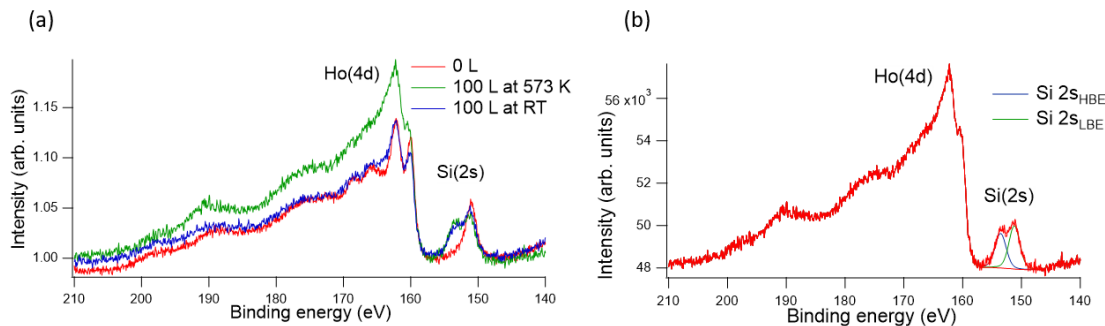 (a)
(b)
Ho(4d)
0 L
100 L at 573 K
100 L at RT
Si(2s)
Intensity (arb. units)
1.15
1.10
1.05
1.00
210 200 190 180 170 160 150 140
Binding energy (eV)
Ho(4d)
Si 2sHBE
Si 2sLBE
Si(2s)
Intensity (arb. units)
56 x10³
54
52
50
48
210 200 190 180 170 160 150 140
Binding energy (eV)